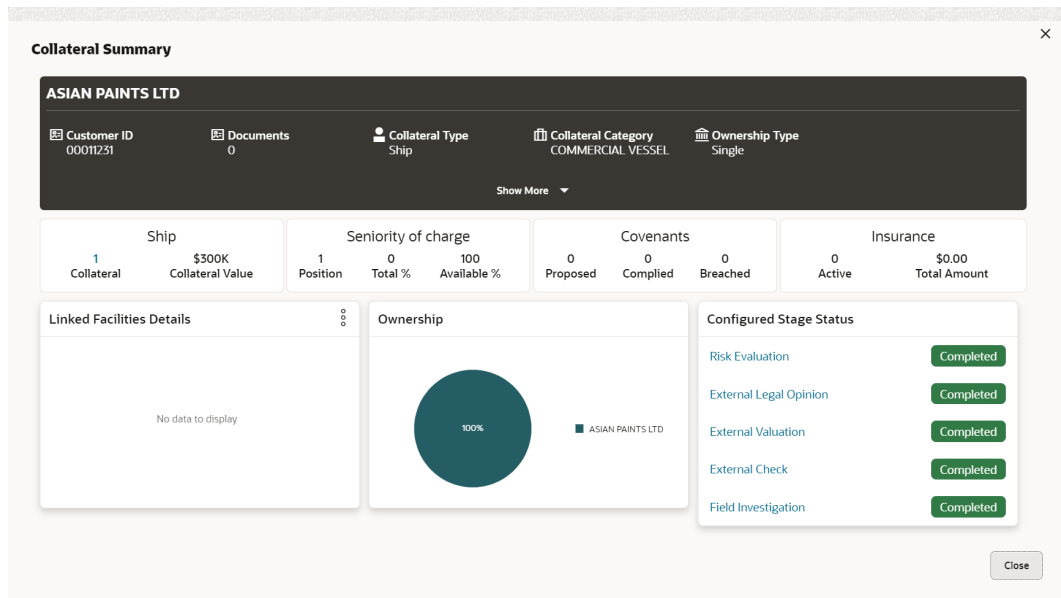 Collateral Summary
ASIAN PAINTS LTD
Customer ID
00011231
Documents
0
Collateral Type
Ship
Collateral Category
COMMERCIAL VESSEL
Ownership Type
Single
Show More
Ship
1
Collateral
$300K
Collateral Value
Seniority of charge
1
Position
0
Total %
100
Available %
Covenants
0
Proposed
0
Complied
0
Breached
Insurance
0
Active
$0.00
Total Amount
Linked Facilities Details
No data to display
Ownership
100%
ASIAN PAINTS LTD
Configured Stage Status
Risk Evaluation Completed
External Legal Opinion Completed
External Valuation Completed
External Check Completed
Field Investigation Completed
Close